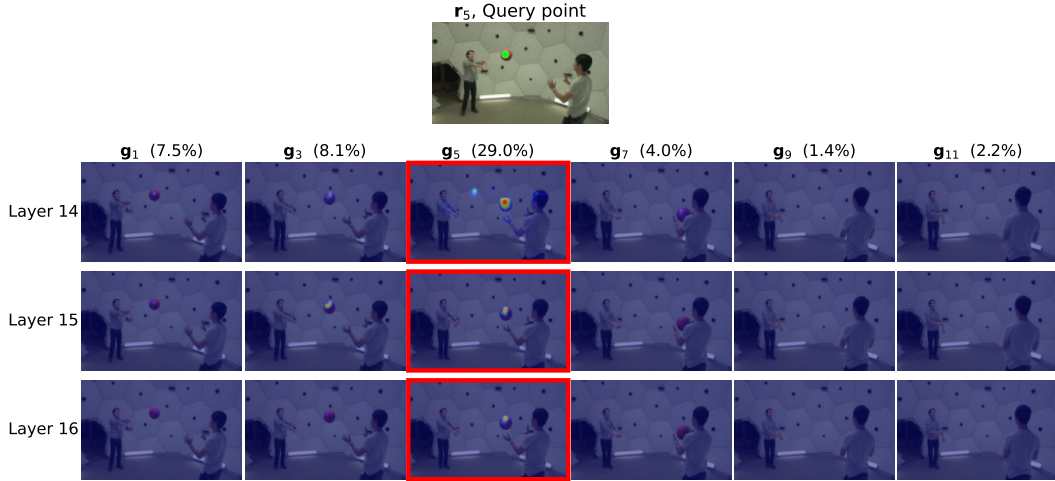 r₅, Query point
g₁ (7.5%) g₃ (8.1%) g₅ (29.0%) g₇ (4.0%) g₉ (1.4%) g₁₁ (2.2%)
Layer 14
Layer 15
Layer 16